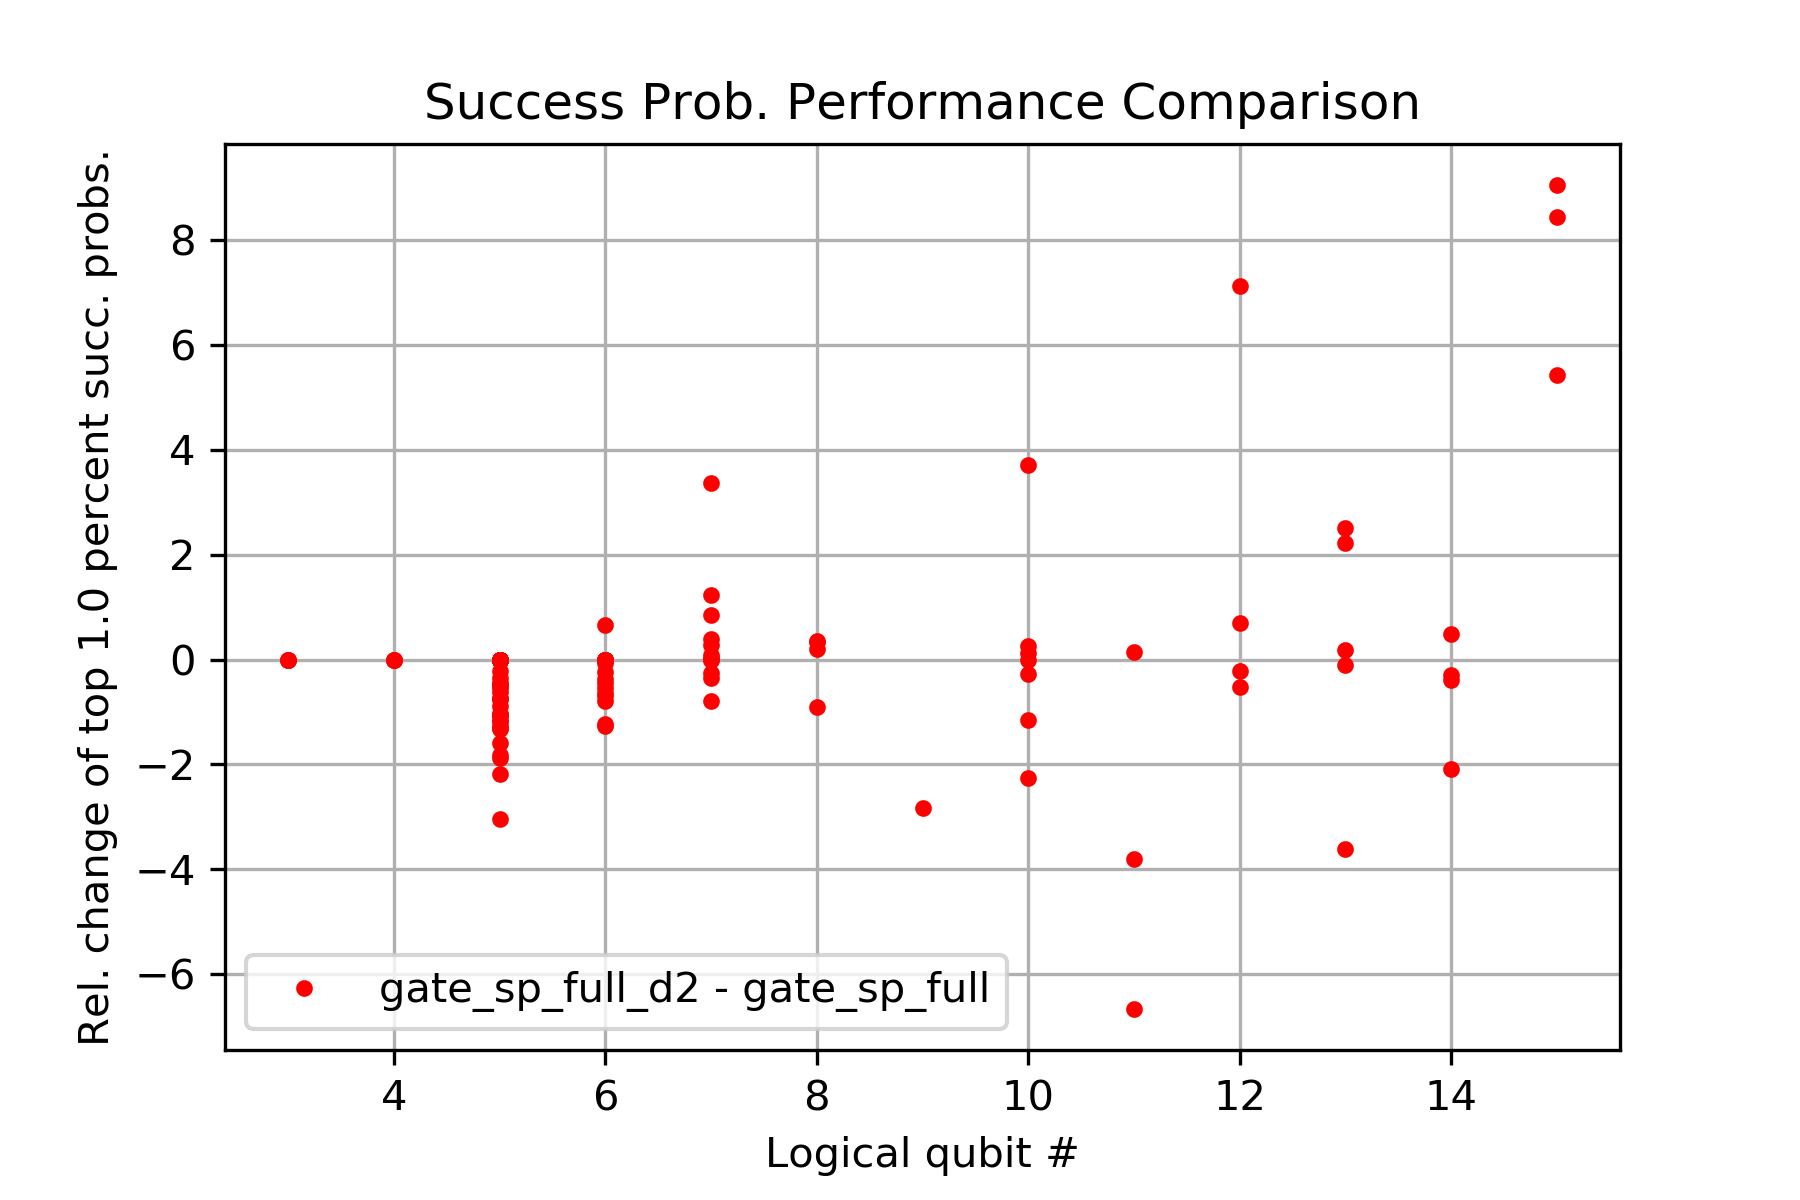 Success Prob. Performance Comparison
Rel. change of top 1.0 percent succ. probs.
8
6
4
2
0
−2
−4
−6
gate_sp_full_d2 - gate_sp_full
4 6 8 10 12 14
Logical qubit #